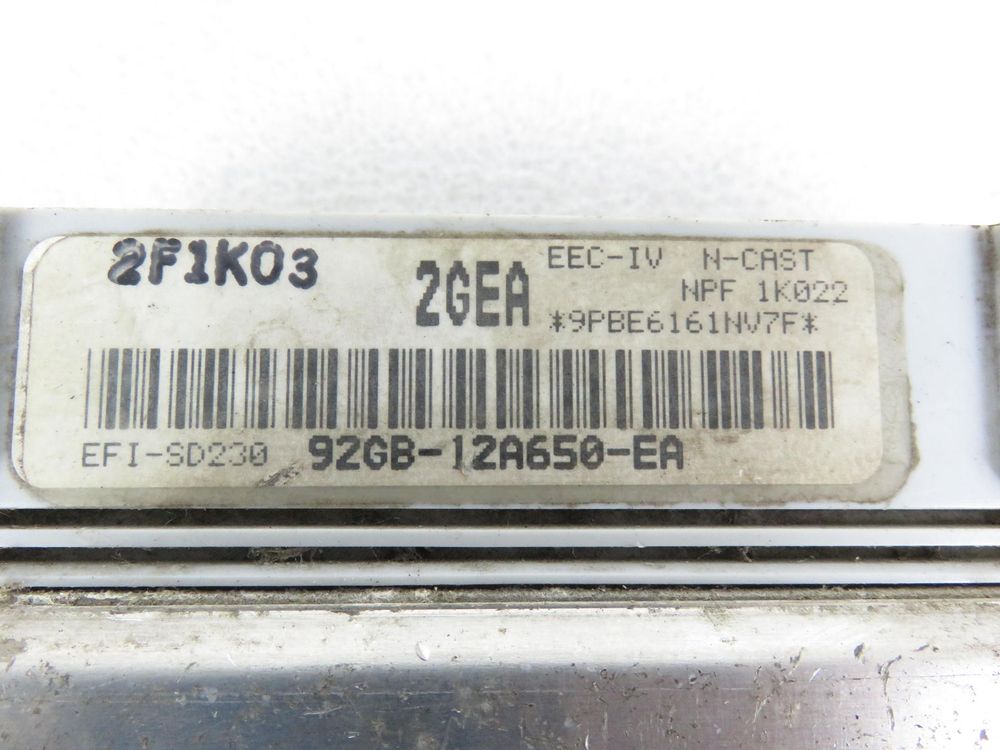 2F1K03
2GEA
EEC-IV N-CAST
NPF 1K022
*9PBE6161NV7F*
EFI-SD230 92GB-12A650-EA